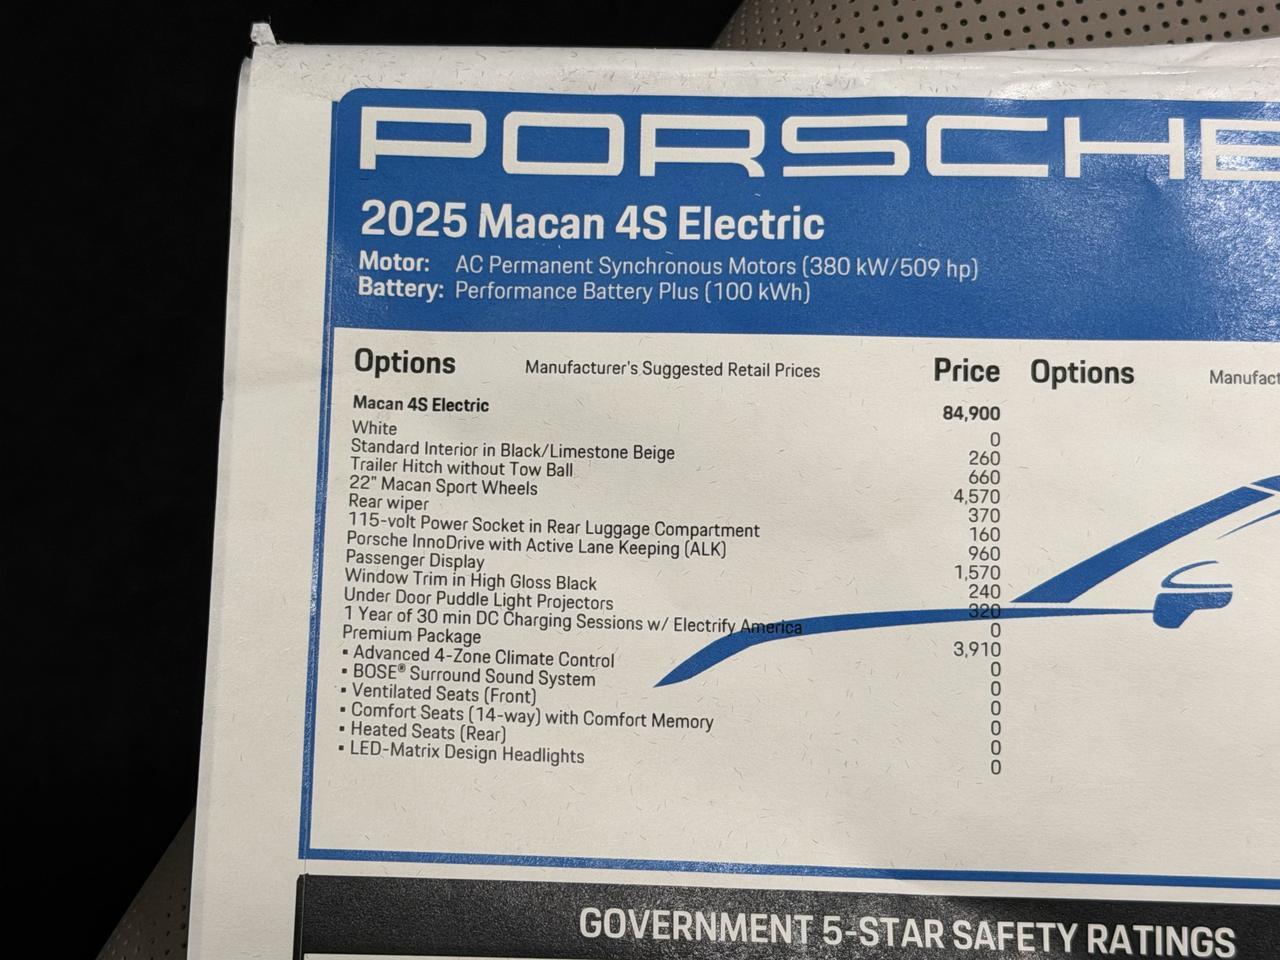 PORSCHE
2025 Macan 4S Electric
Motor: AC Permanent Synchronous Motors (380 kW/509 hp)
Battery: Performance Battery Plus (100 kWh)
Options Manufacturer's Suggested Retail Prices Price Options
Macan 4S Electric 84,900
White 0
Standard Interior in Black/Limestone Beige 260
Trailer Hitch without Tow Ball 660
22" Macan Sport Wheels 4,570
Rear wiper 370
115-volt Power Socket in Rear Luggage Compartment 160
Porsche InnoDrive with Active Lane Keeping (ALK) 960
Passenger Display 1,570
Window Trim in High Gloss Black 240
Under Door Puddle Light Projectors 320
1 Year of 30 min DC Charging Sessions w/ Electrify America 0
Premium Package 3,910
▪ Advanced 4-Zone Climate Control 0
▪ BOSE® Surround Sound System 0
▪ Ventilated Seats (Front) 0
▪ Comfort Seats (14-way) with Comfort Memory 0
▪ Heated Seats (Rear) 0
▪ LED-Matrix Design Headlights 0
GOVERNMENT 5-STAR SAFETY RATINGS